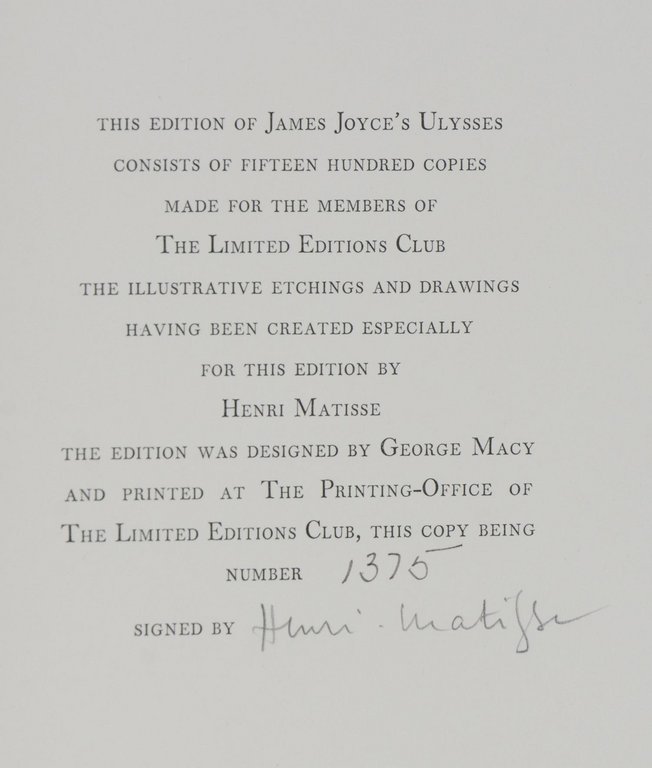 THIS EDITION OF JAMES JOYCE'S ULYSSES
CONSISTS OF FIFTEEN HUNDRED COPIES
MADE FOR THE MEMBERS OF
THE LIMITED EDITIONS CLUB
THE ILLUSTRATIVE ETCHINGS AND DRAWINGS
HAVING BEEN CREATED ESPECIALLY
FOR THIS EDITION BY
HENRI MATISSE
THE EDITION WAS DESIGNED BY GEORGE MACY
AND PRINTED AT THE PRINTING-OFFICE OF
THE LIMITED EDITIONS CLUB, THIS COPY BEING
NUMBER 1375
SIGNED BY Henri. Matisse